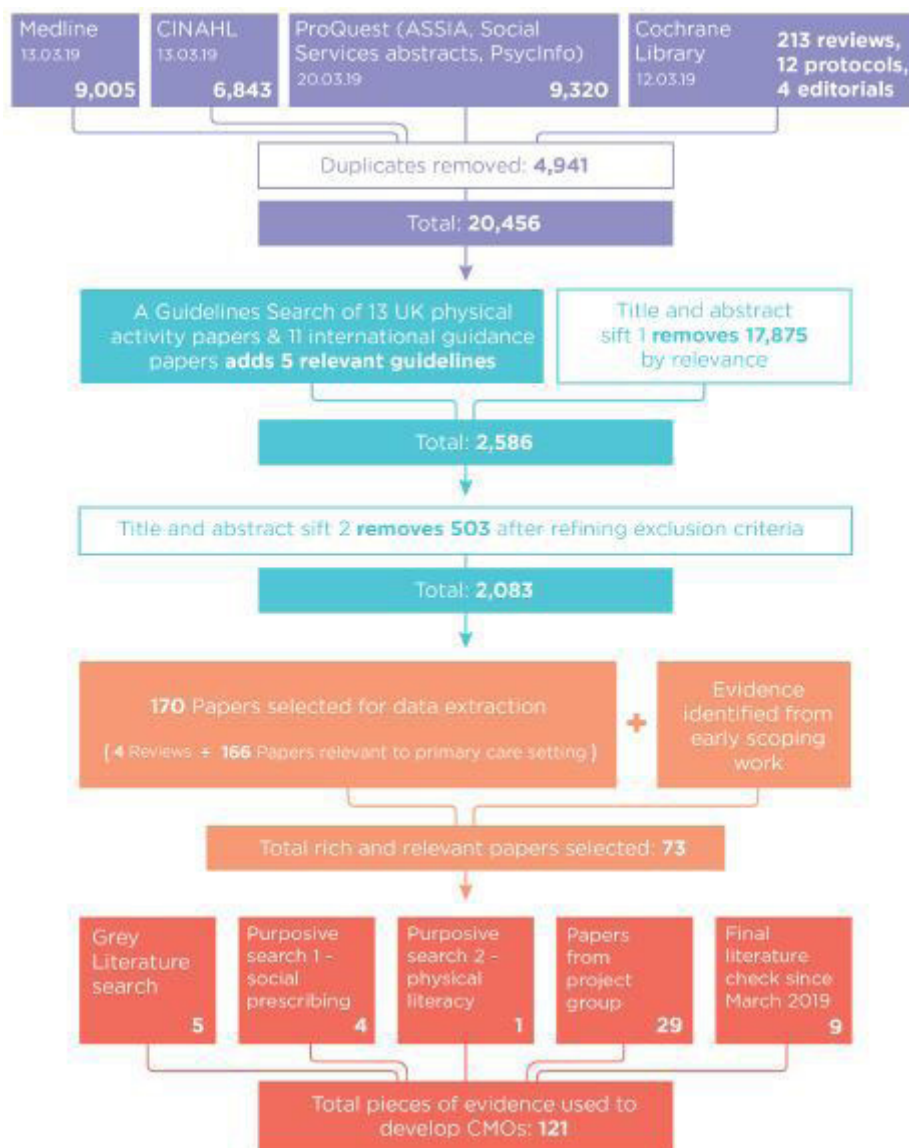 Medline
13.03.19
9,005
CINAHL
13.03.19
6,843
ProQuest (ASSIA, Social
Services abstracts, PsycInfo)
20.03.19
9,320
Cochrane
Library
12.03.19
213 reviews,
12 protocols,
4 editorials
Duplicates removed: 4,941
Total: 20,456
A Guidelines Search of 13 UK physical
activity papers & 11 international guidance
papers adds 5 relevant guidelines
Title and abstract
sift 1 removes 17,875
by relevance
Total: 2,586
Title and abstract sift 2 removes 503 after refining exclusion criteria
Total: 2,083
170 Papers selected for data extraction
(4 Reviews + 166 Papers relevant to primary care setting)
+
Evidence
identified from
early scoping
work
Total rich and relevant papers selected: 73
Grey
Literature
search
5
Purposive
search 1 -
social
prescribing
4
Purposive
search 2 -
physical
literacy
1
Papers
from
project
group
29
Final
literature
check since
March 2019
9
Total pieces of evidence used to
develop CMOs: 121